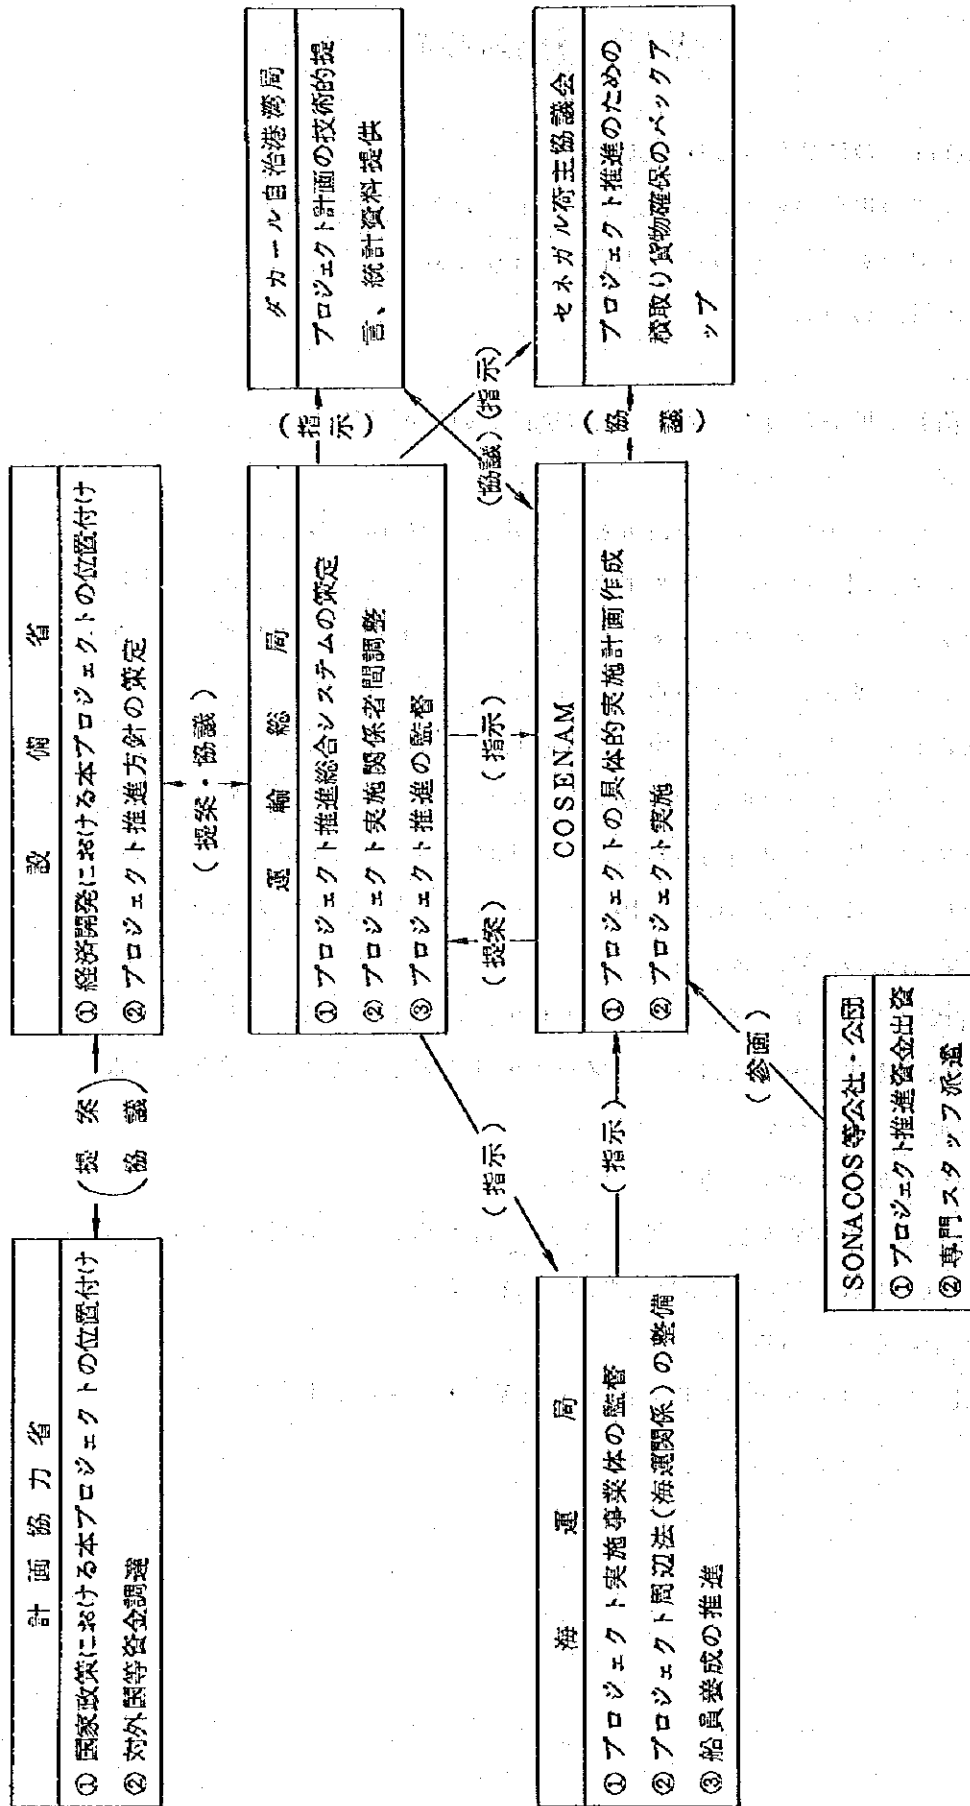 計画協力省
① 国家政策における本プロジェクトの位置付け
② 対外国等資金調達
(提案)
(協議)
設備省
① 経済開発における本プロジェクトの位置付け
② プロジェクト推進方針の策定
(提案・協議)
運輸総局
① プロジェクト推進総合システムの策定
② プロジェクト実施関係者間調整
③ プロジェクト推進の監督
(指示)
ダカール自治港湾局
プロジェクト計画の技術的提
言、統計資料提供
(指示)
(提案)
(指示)
(協議)
(指示)
海運局
① プロジェクト実施事業体の監督
② プロジェクト周辺法(海運関係)の整備
③ 船員養成の推進
(指示)
COSENAM
① プロジェクトの具体的実施計画作成
② プロジェクト実施
(協議)
セネガル荷主協議会
プロジェクト推進のための
積取り貨物確保のバックア
ップ
(参画)
SONACOS等公社・公団
① プロジェクト推進資金出資
② 専門スタッフ派遣